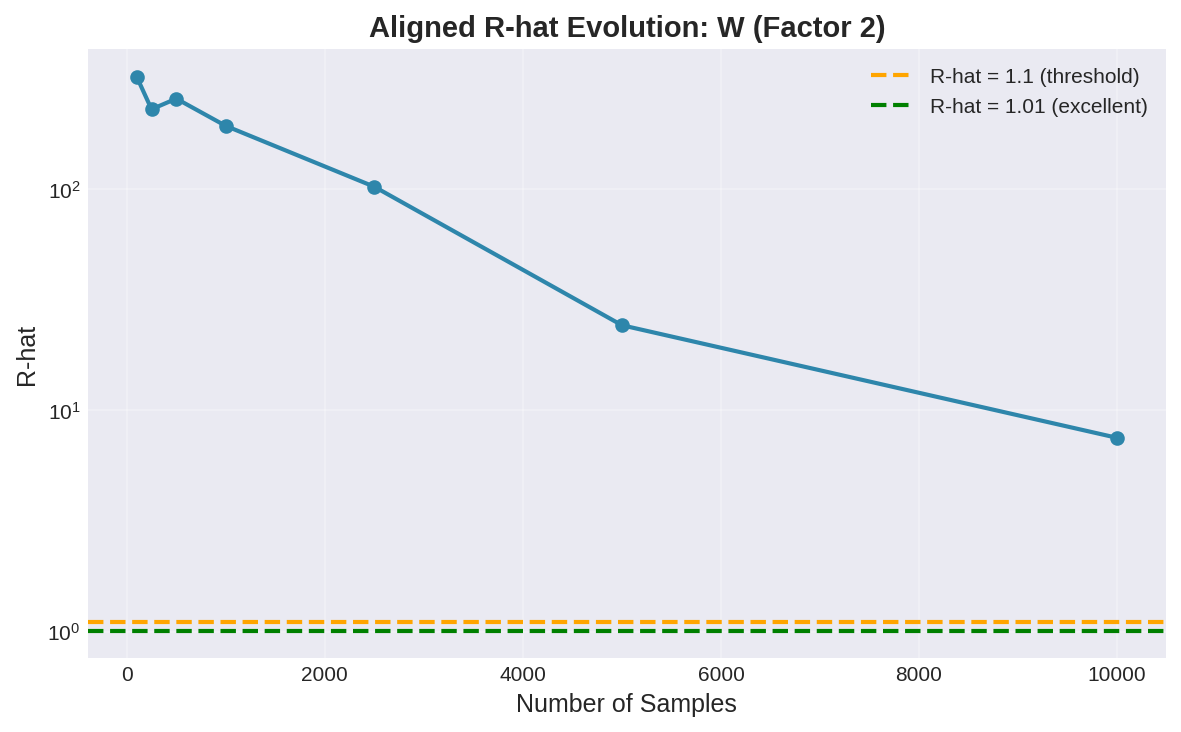 Aligned R-hat Evolution: W (Factor 2)
R-hat = 1.1 (threshold)
R-hat = 1.01 (excellent)
10²
10¹
10⁰
R-hat
0 2000 4000 6000 8000 10000
Number of Samples